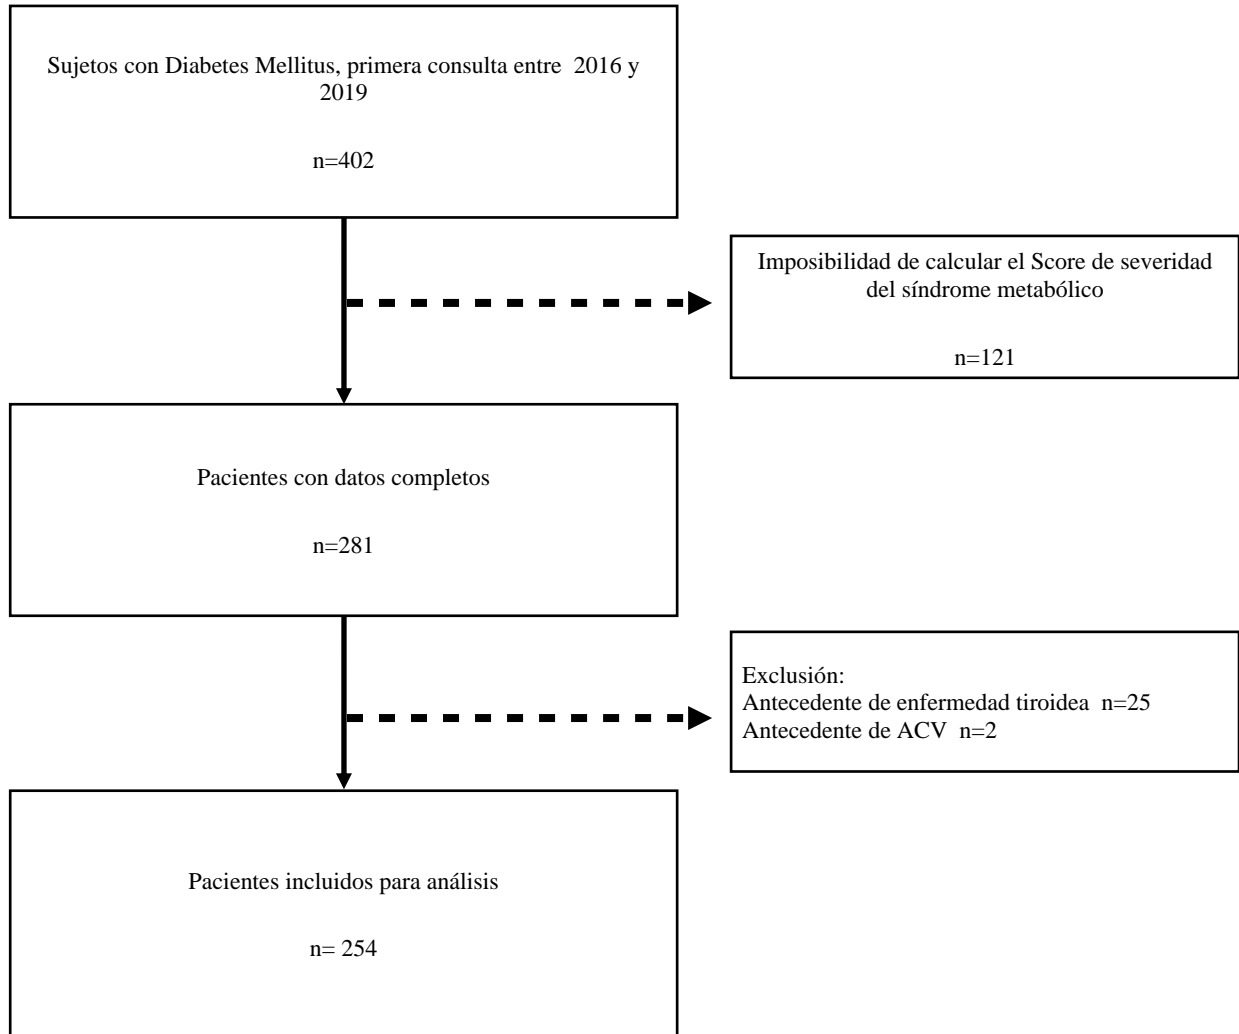 Sujetos con Diabetes Mellitus, primera consulta entre 2016 y
2019
n=402
Imposibilidad de calcular el Score de severidad
del síndrome metabólico
n=121
Pacientes con datos completos
n=281
Exclusión:
Antecedente de enfermedad tiroidea n=25
Antecedente de ACV n=2
Pacientes incluidos para análisis
n= 254